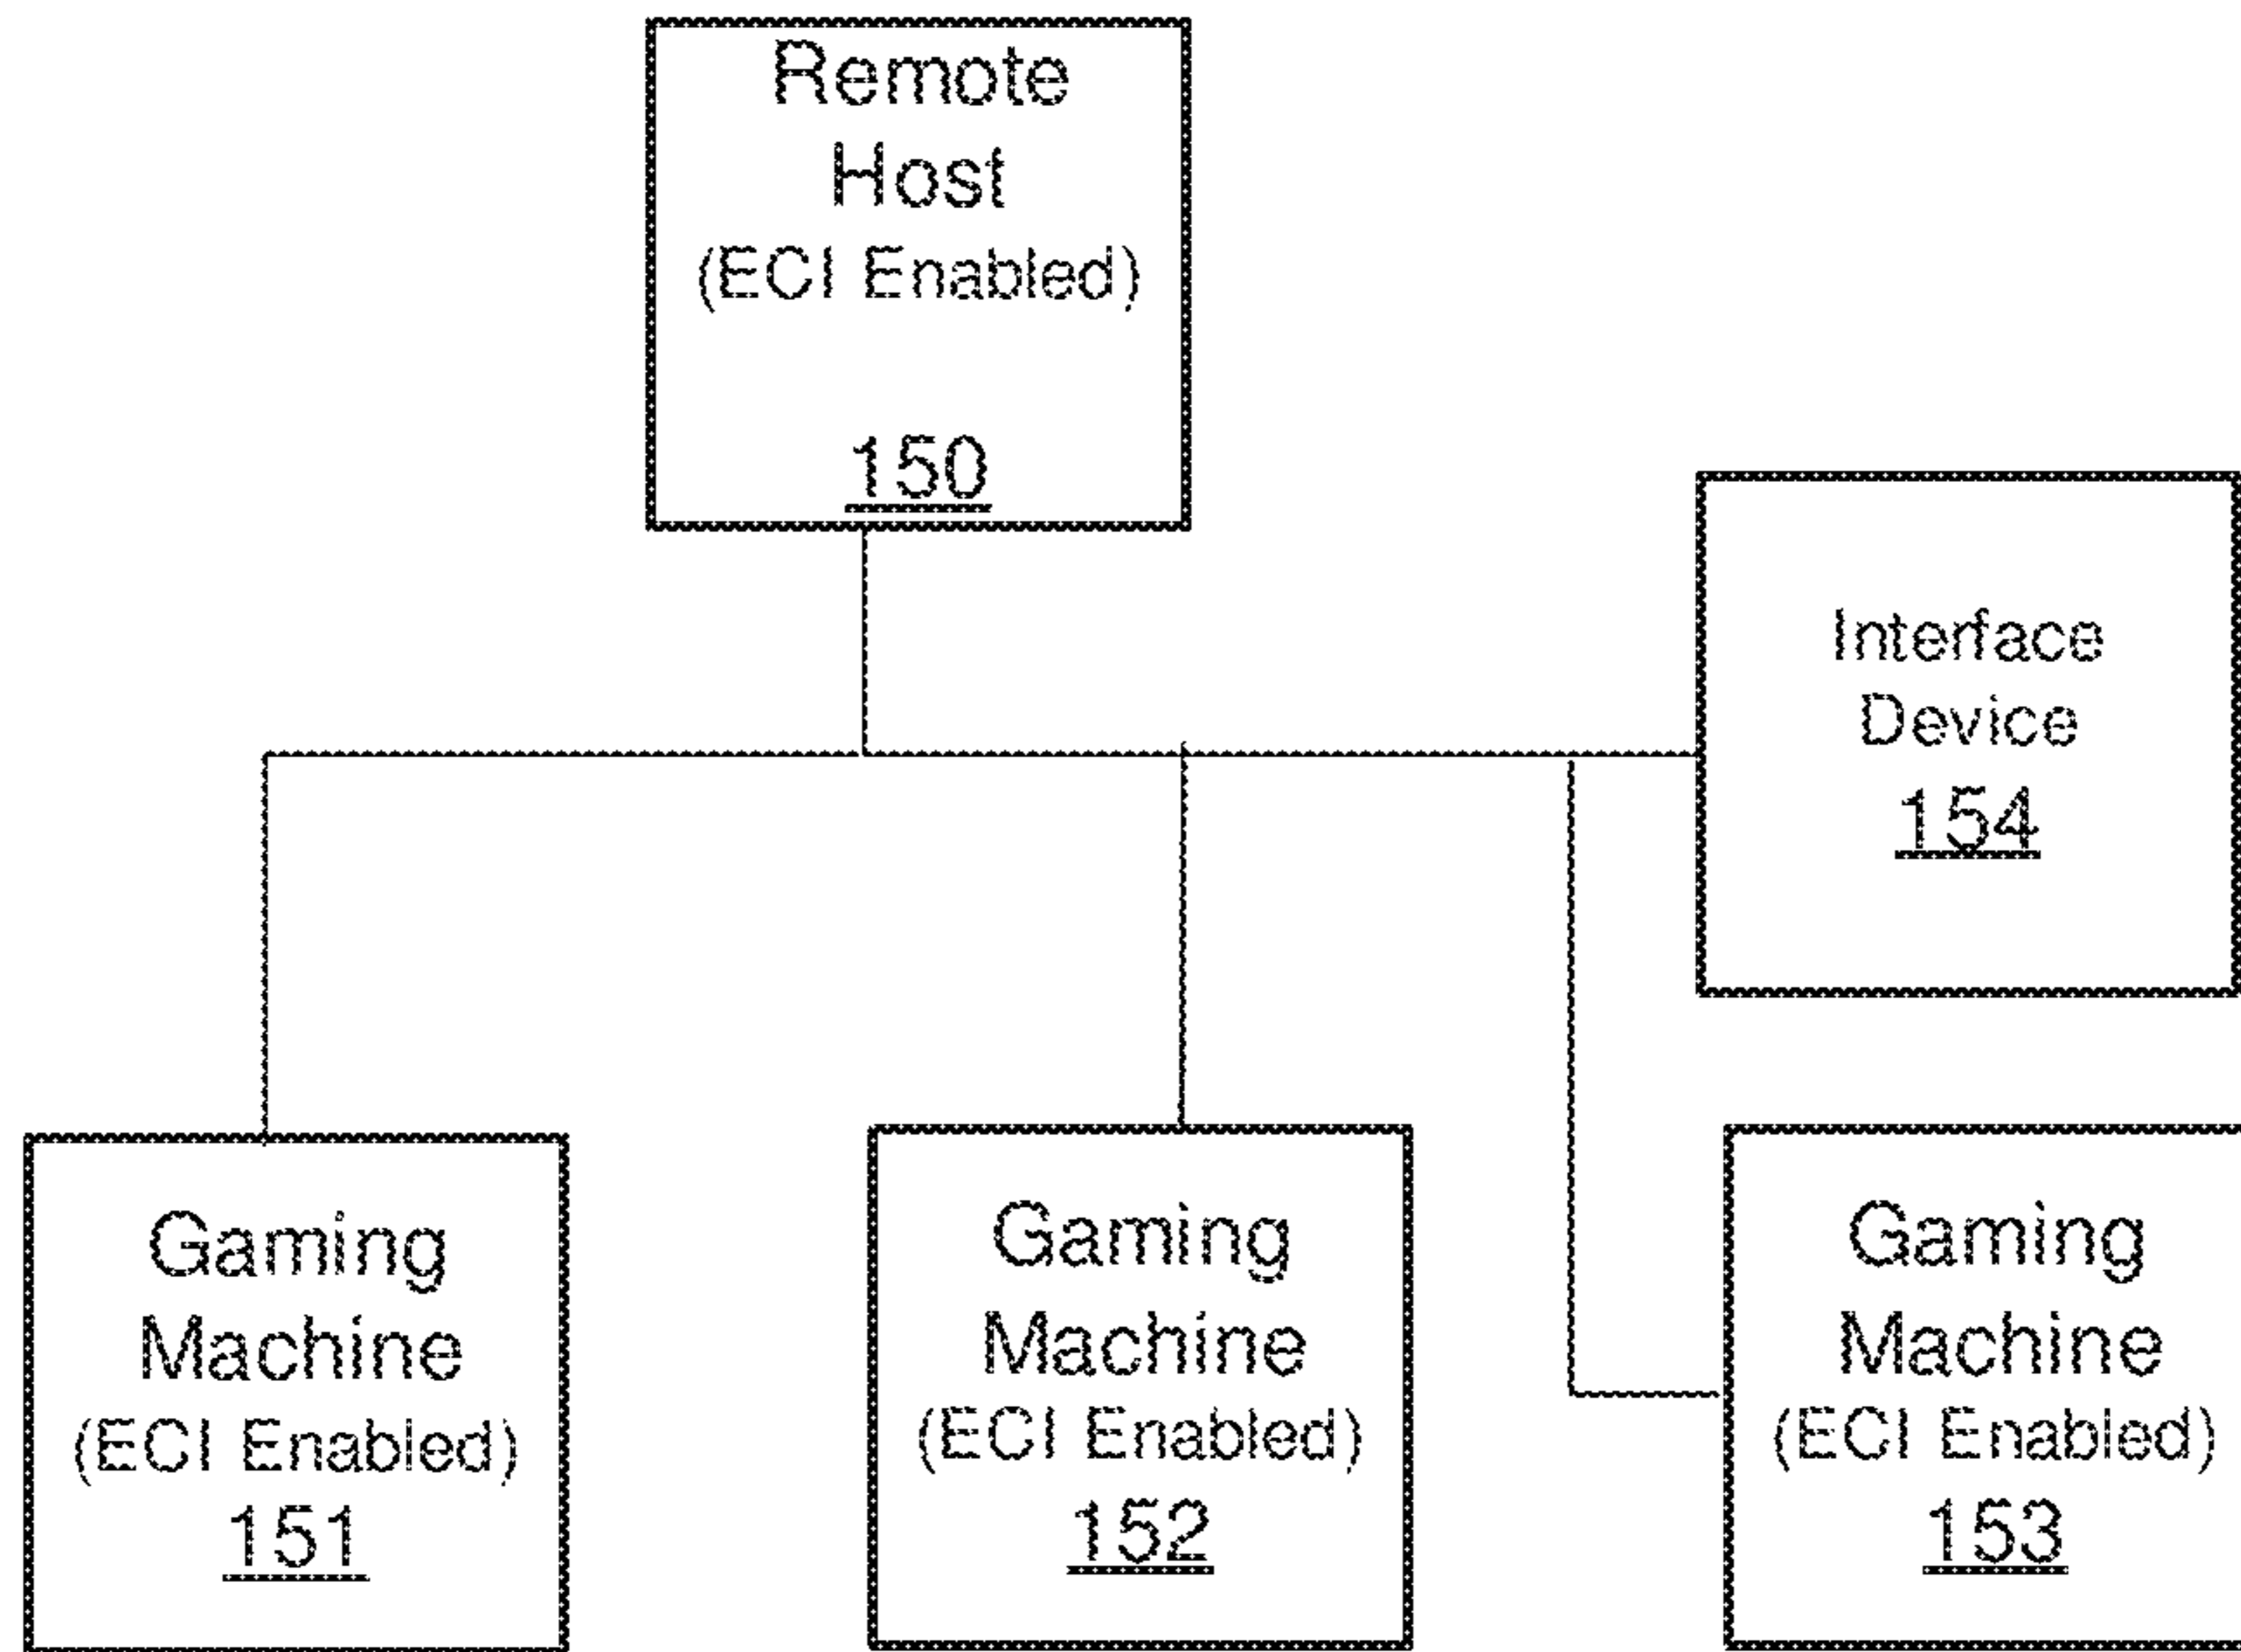 Remote
Host
(ECI Enabled)
150
Interface
Device
154
Gaming
Machine
(ECI Enabled)
151
Gaming
Machine
(ECI Enabled)
152
Gaming
Machine
(ECI Enabled)
153